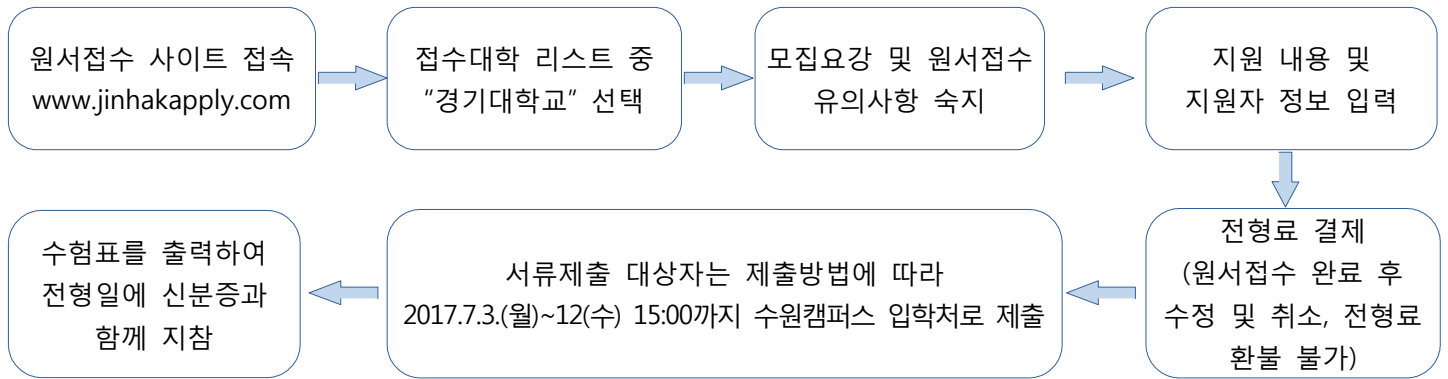 원서접수 사이트 접속
www.jinhakapply.com
접수대학 리스트 중
"경기대학교" 선택
모집요강 및 원서접수
유의사항 숙지
지원 내용 및
지원자 정보 입력
전형료 결제
(원서접수 완료 후
수정 및 취소, 전형료
환불 불가)
서류제출 대상자는 제출방법에 따라
2017.7.3.(월)~12(수) 15:00까지 수원캠퍼스 입학처로 제출
수험표를 출력하여
전형일에 신분증과
함께 지참